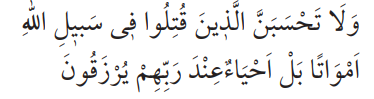 وَلَا تَحْسَبَنَّ الَّذ۪ينَ قُتِلُوا ف۪ي سَب۪يلِ اللّٰهِ
اَمْوَاتًا بَلْ اَحْيَاءٌ عِنْدَ رَبِّهِمْ يُرْزَقُونَ